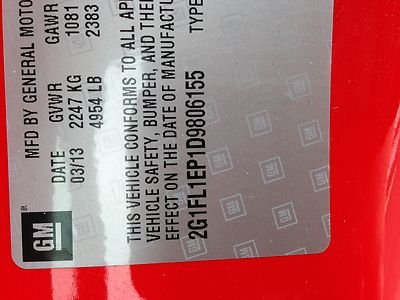 MFD BY GENERAL MOTO
DATE GVWR GAWR
03/13 2247 KG 1081
4954 LB 2383
THIS VEHICLE CONFORMS TO ALL AP
VEHICLE SAFETY, BUMPER, AND THE
EFFECT ON THE DATE OF MANUFACTU
2G1FL1EP1D9806155 TYPE
GM